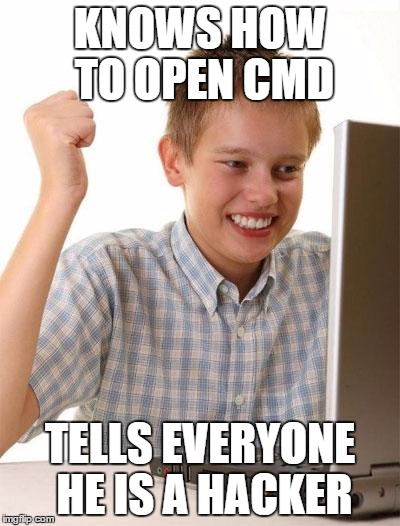 KNOWS HOW
TO OPEN CMD
TELLS EVERYONE
HE IS A HACKER
imgflip.com